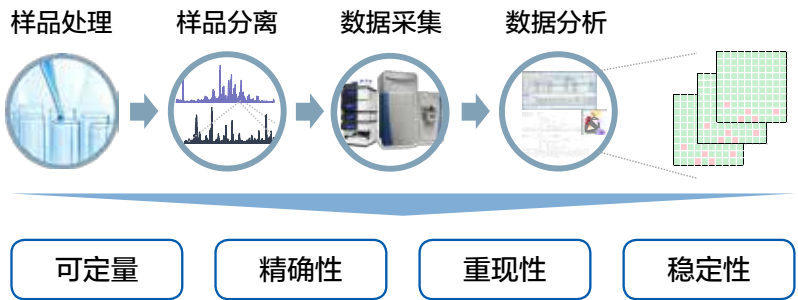 样品处理
样品分离
数据采集
数据分析
可定量
精确性
重现性
稳定性